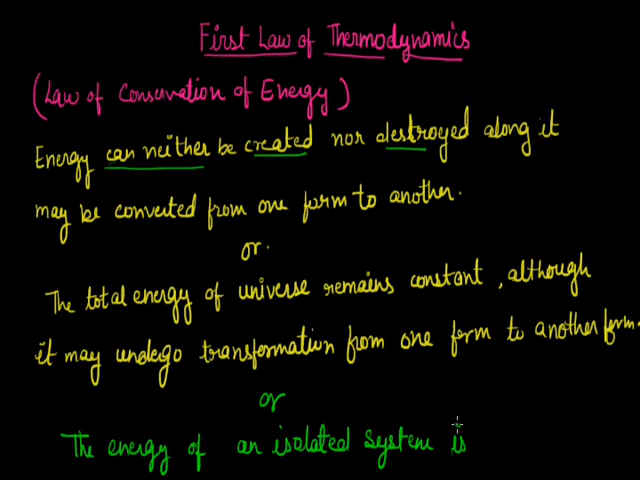 First Law of Thermodynamics
(Law of Conservation of Energy)
Energy can neither be created nor destroyed along it
may be converted from one form to another.
or.
The total energy of universe remains constant, although
it may undego transformation from one form to another form.
or
The energy of an isolated system is